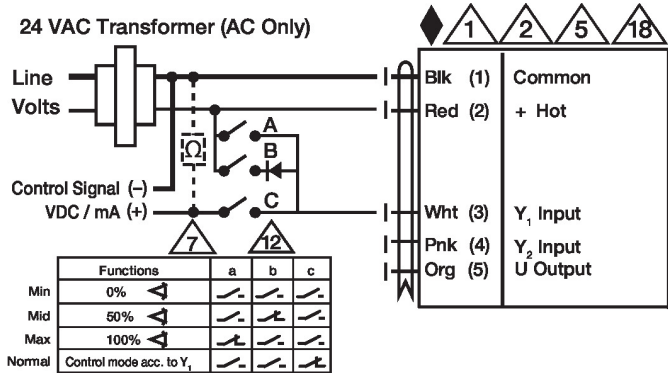 24 VAC Transformer (AC Only)
1 2 5 18
Line
Volts
Blk (1) Common
Red (2) + Hot
A
Ω
B
Control Signal (–)
VDC / mA (+)
C
Wht (3) Y1 Input
Pnk (4) Y2 Input
Org (5) U Output
7 12
Functions a b c
Min 0%
Mid 50%
Max 100%
Normal Control mode acc. to Y1